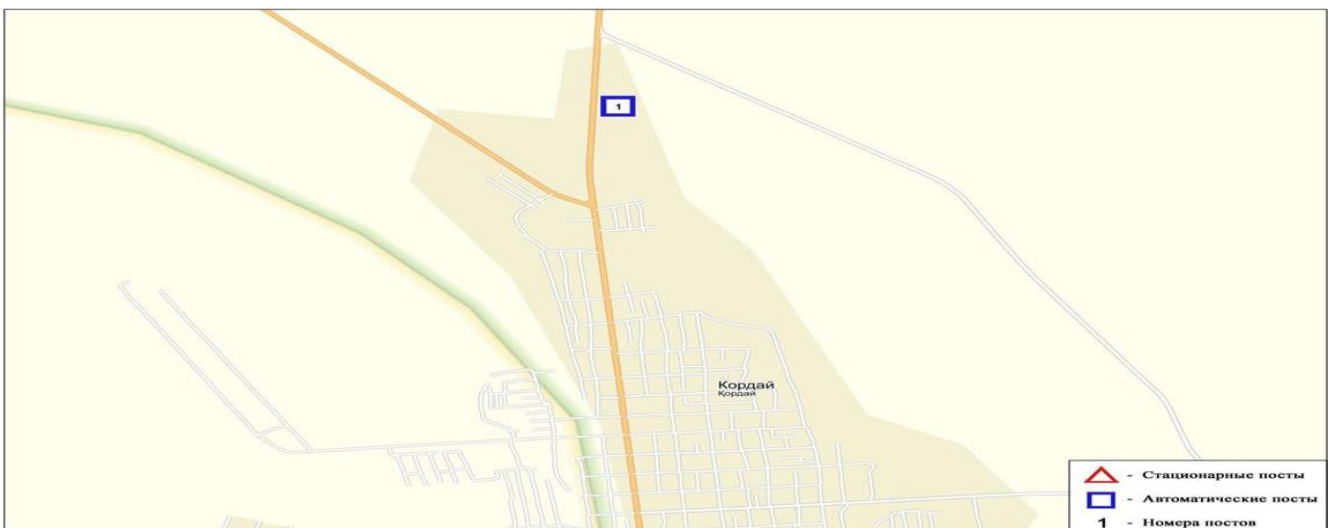 1
Кордай
Қордай
- Стационарные посты
- Автоматические посты
1 - Номера постов